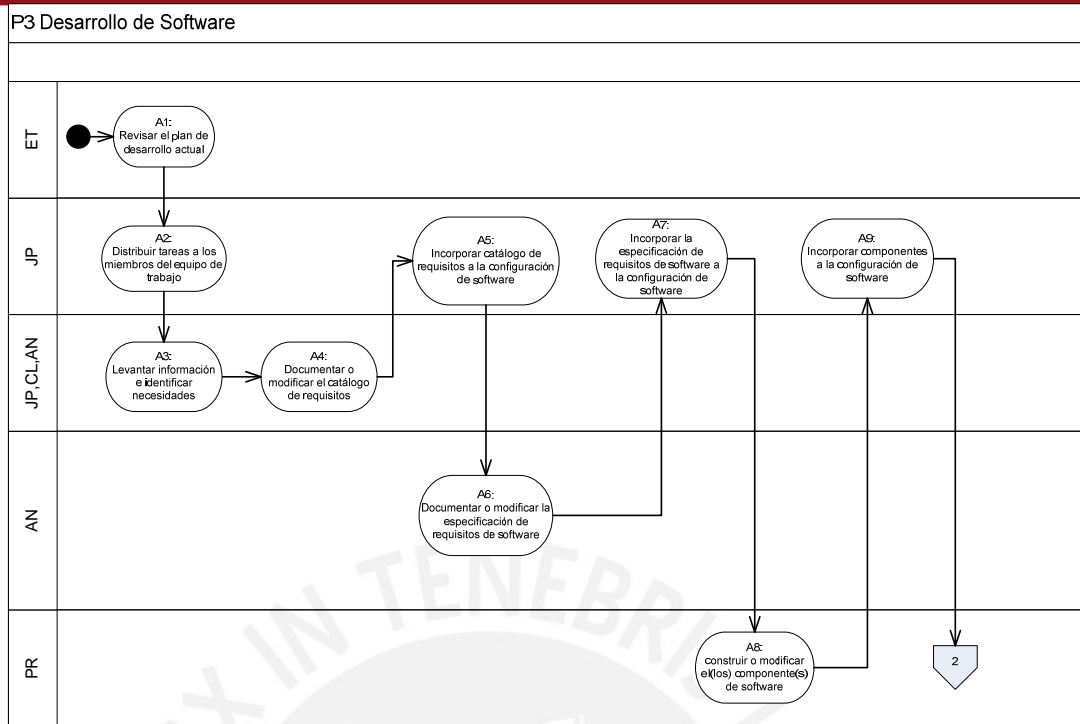 P3 Desarrollo de Software
ET
A1:
Revisar el plan de
desarrollo actual
JP
A2:
Distribuir tareas a los
miembros del equipo de
trabajo
A5:
Incorporar catálogo de
requisitos a la configuración
de software
A7:
Incorporar la
especificación de
requisitos de software a
la configuración de
software
A9:
Incorporar componentes
a la configuración de
software
JP,CL,AN
A3:
Levantar información
e identificar
necesidades
A4:
Documentar o
modificar el catálogo
de requisitos
AN
A6:
Documentar o modificar la
especificación de
requisitos de software
PR
A8:
construir o modificar
el(los) componente(s)
de software
2
IN TENEBRIS